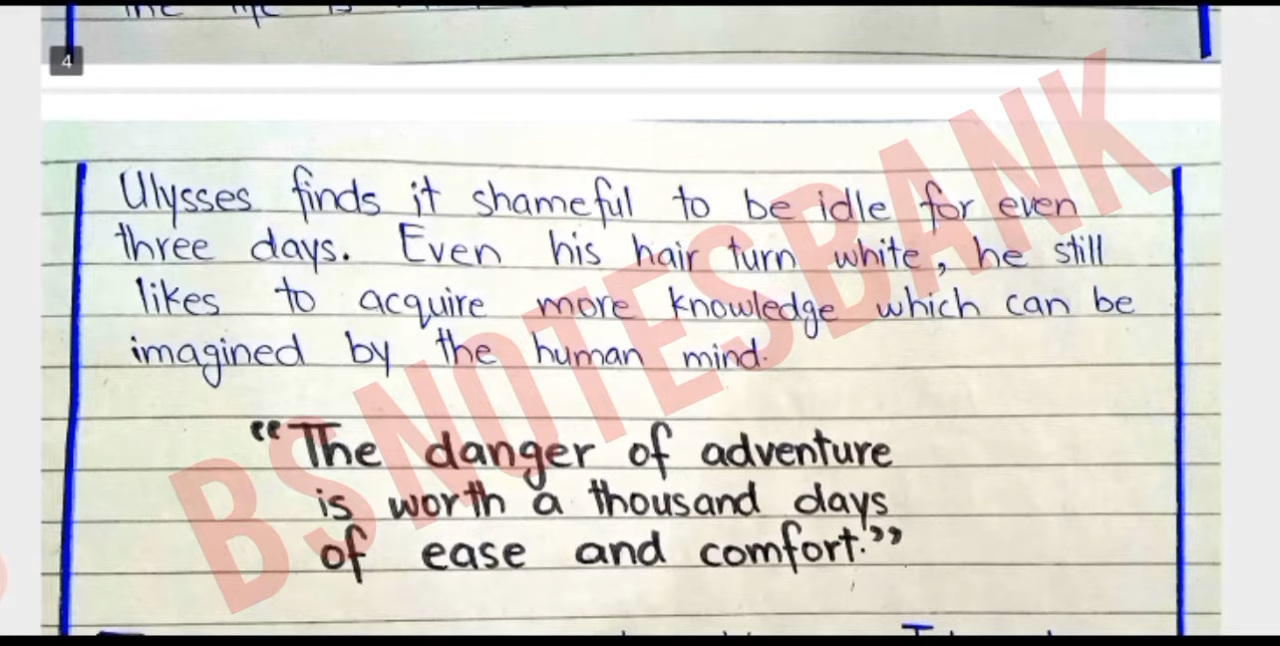 4
Ulysses finds it shameful to be idle for even
three days. Even his hair turn white, he still
likes to acquire more knowledge which can be
imagined by the human mind.
“The danger of adventure
is worth a thousand days
of ease and comfort.”
BSNOTESBANK